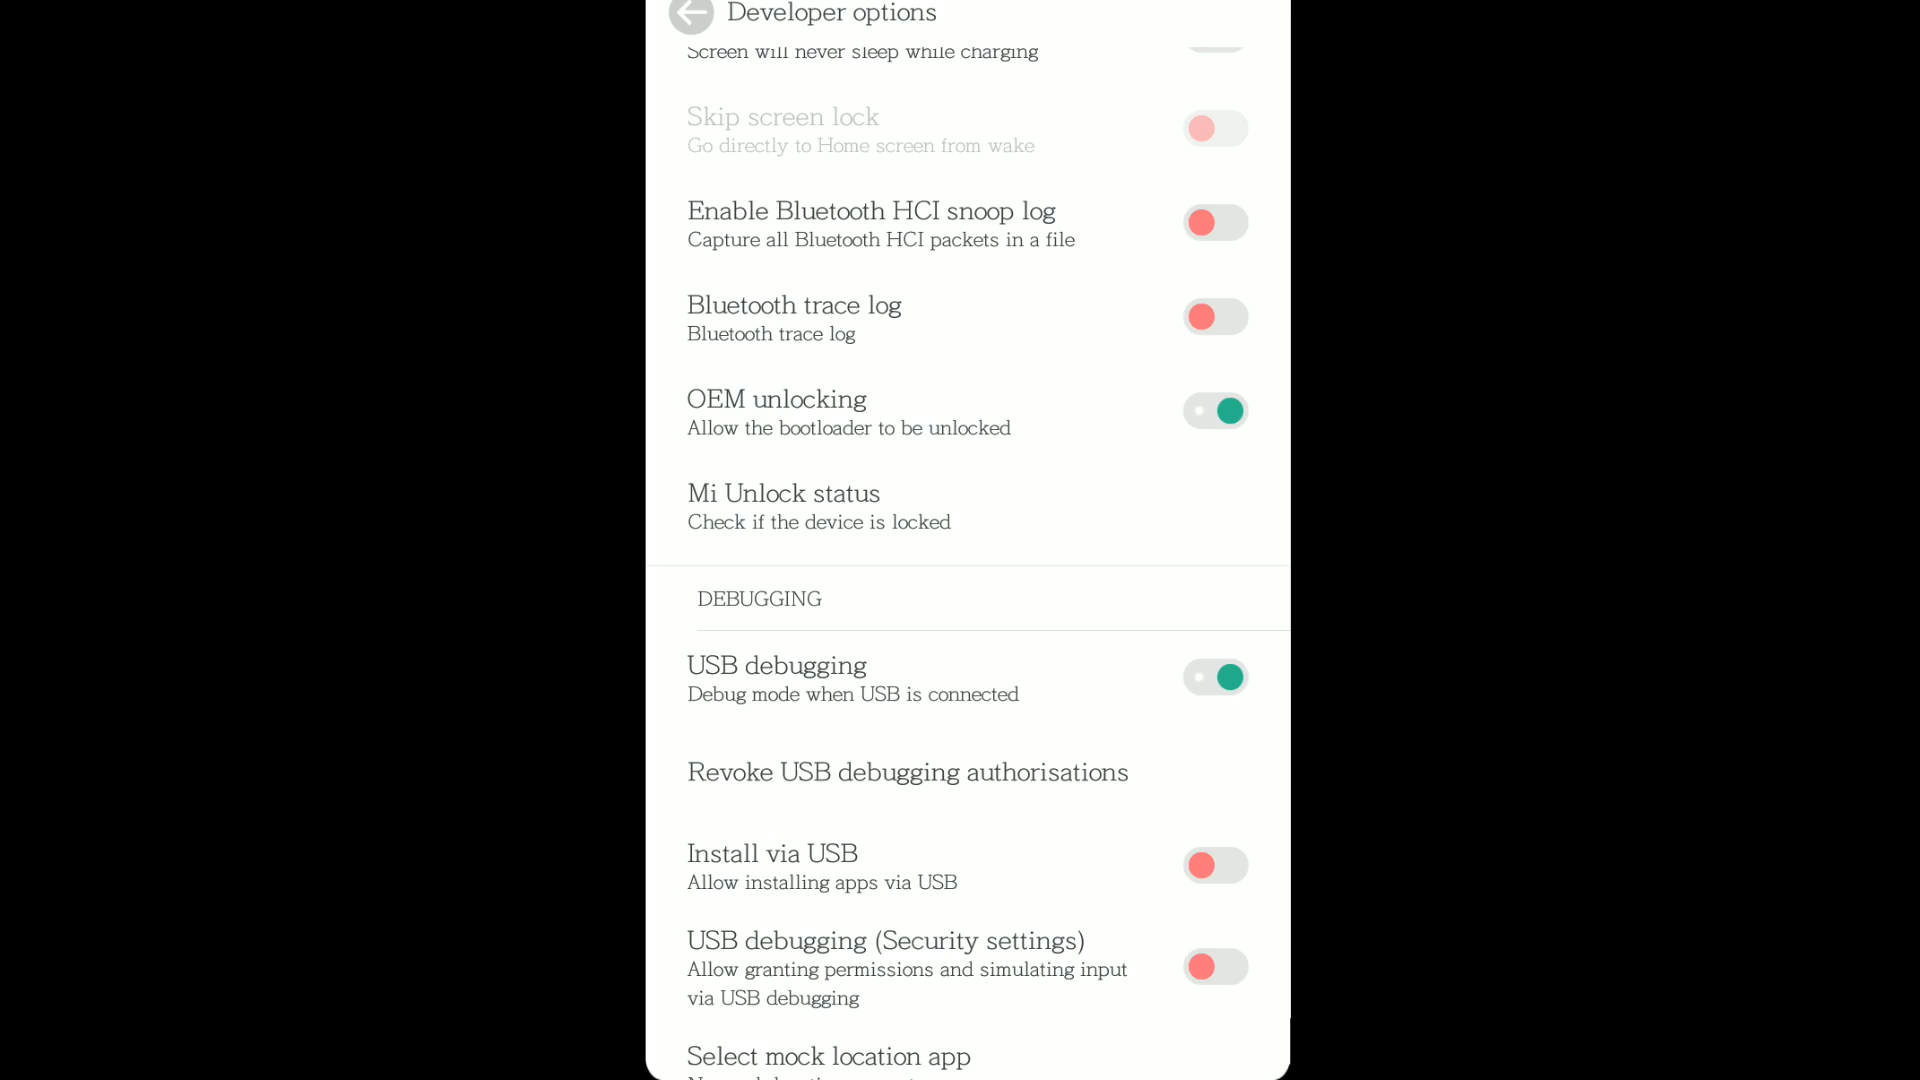 Developer options
Screen will never sleep while charging
Skip screen lock
Go directly to Home screen from wake
Enable Bluetooth HCI snoop log
Capture all Bluetooth HCI packets in a file
Bluetooth trace log
Bluetooth trace log
OEM unlocking
Allow the bootloader to be unlocked
Mi Unlock status
Check if the device is locked
DEBUGGING
USB debugging
Debug mode when USB is connected
Revoke USB debugging authorisations
Install via USB
Allow installing apps via USB
USB debugging (Security settings)
Allow granting permissions and simulating input
via USB debugging
Select mock location app